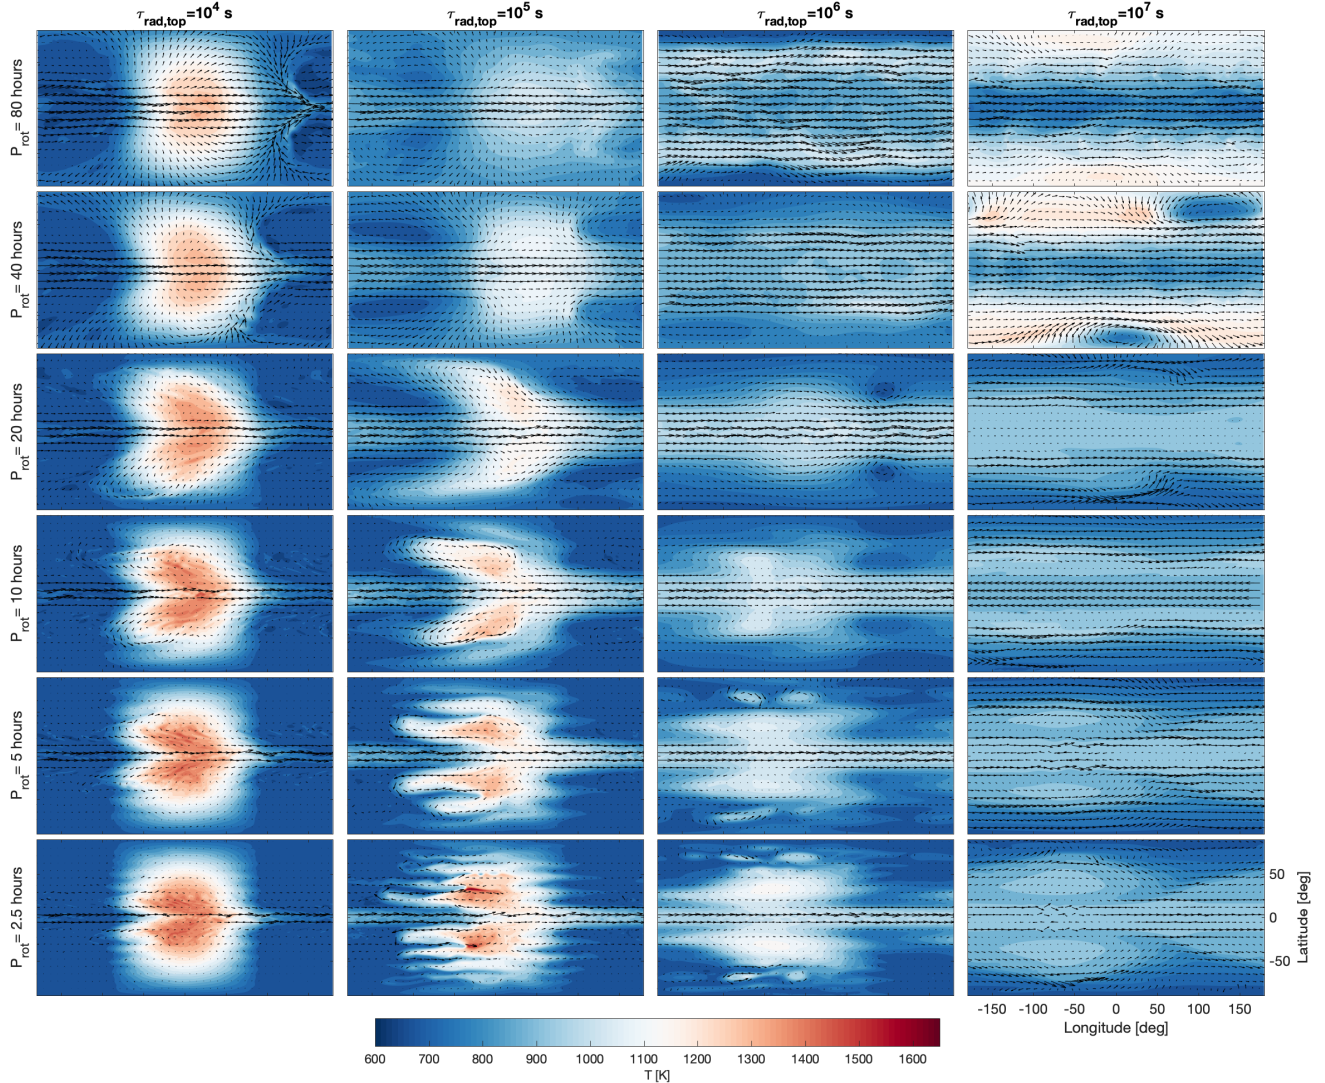 τrad,top=10^4 s
τrad,top=10^5 s
τrad,top=10^6 s
τrad,top=10^7 s
Prot= 80 hours
Prot= 40 hours
Prot= 20 hours
Prot= 10 hours
Prot= 5 hours
Prot= 2.5 hours
50
0
-50
Latitude [deg]
-150 -100 -50 0 50 100 150
Longitude [deg]
600 700 800 900 1000 1100 1200 1300 1400 1500 1600
T [K]